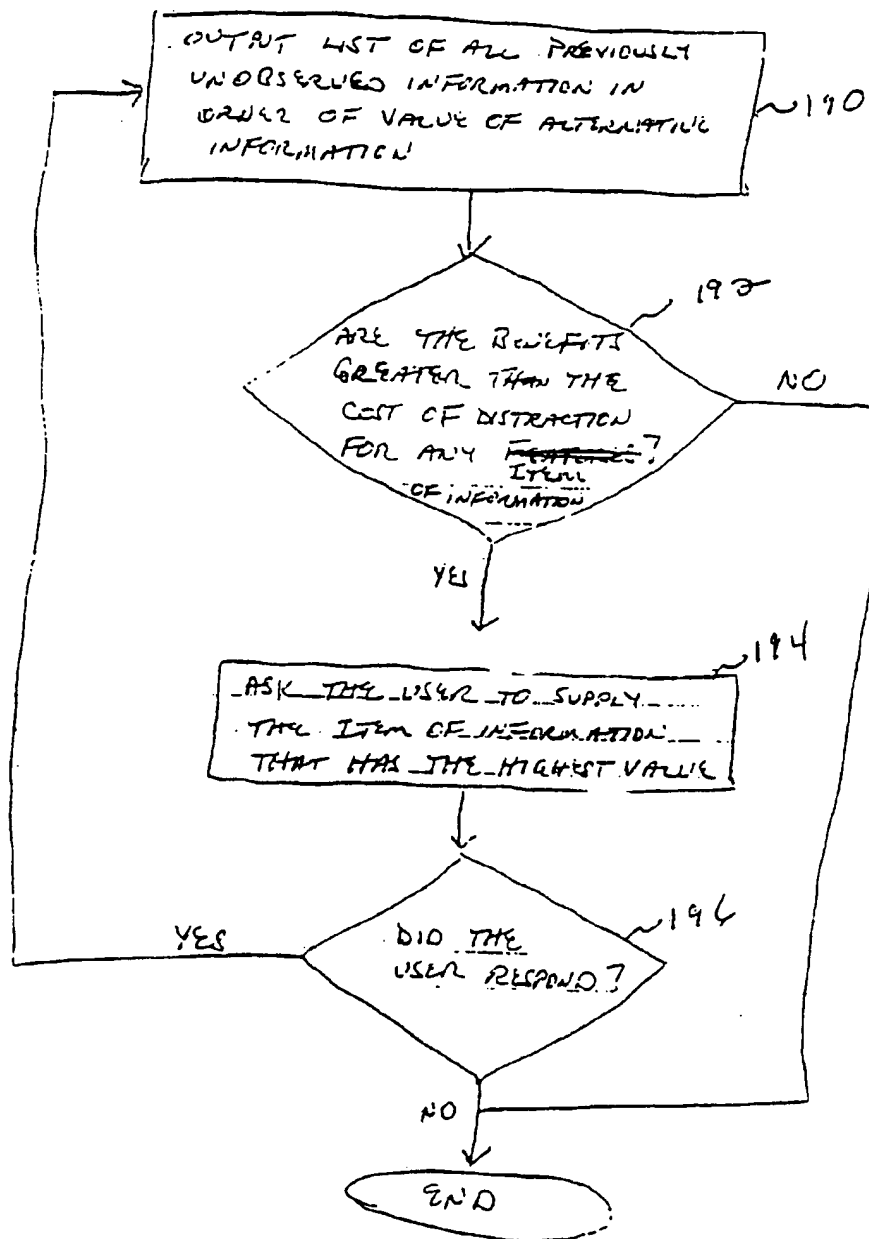 OUTPUT LIST OF ALL PREVIOUSLY
UNOBSERVED INFORMATION IN
ORDER OF VALUE OF ALTERNATIVE
INFORMATION
190
192
ARE THE BENEFITS
GREATER THAN THE
COST OF DISTRACTION
FOR ANY FEATURE?
ITEM
OF INFORMATION
NO
YES
194
ASK THE USER TO SUPPLY
THE ITEM OF INFORMATION
THAT HAS THE HIGHEST VALUE
196
DID THE
USER RESPOND?
YES
NO
END